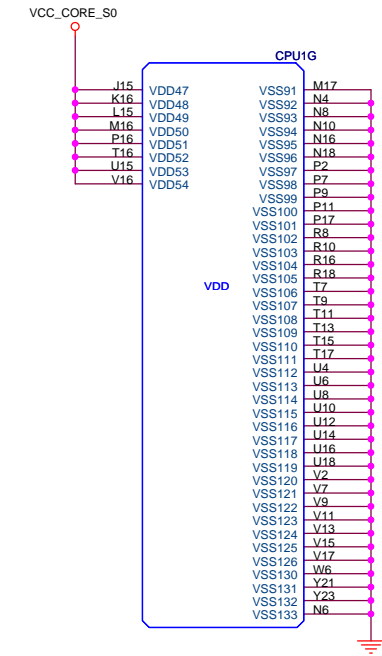 VCC_CORE_S0
CPU1G
J15 VDD47 VSS91 M17
K16 VDD48 VSS92 N4
L15 VDD49 VSS93 N8
M16 VDD50 VSS94 N10
P16 VDD51 VSS95 N16
T16 VDD52 VSS96 N18
U15 VDD53 VSS97 P2
V16 VDD54 VSS98 P7
VSS99 P9
VSS100 P11
VSS101 P17
VSS102 R8
VSS103 R10
VSS104 R16
VSS105 R18
VDD VSS106 T7
VSS107 T9
VSS108 T11
VSS109 T13
VSS110 T15
VSS111 T17
VSS112 U4
VSS113 U6
VSS114 U8
VSS115 U10
VSS116 U12
VSS117 U14
VSS118 U16
VSS119 U18
VSS120 V2
VSS121 V7
VSS122 V9
VSS123 V11
VSS124 V13
VSS125 V15
VSS126 V17
VSS130 W6
VSS131 Y21
VSS132 Y23
VSS133 N6